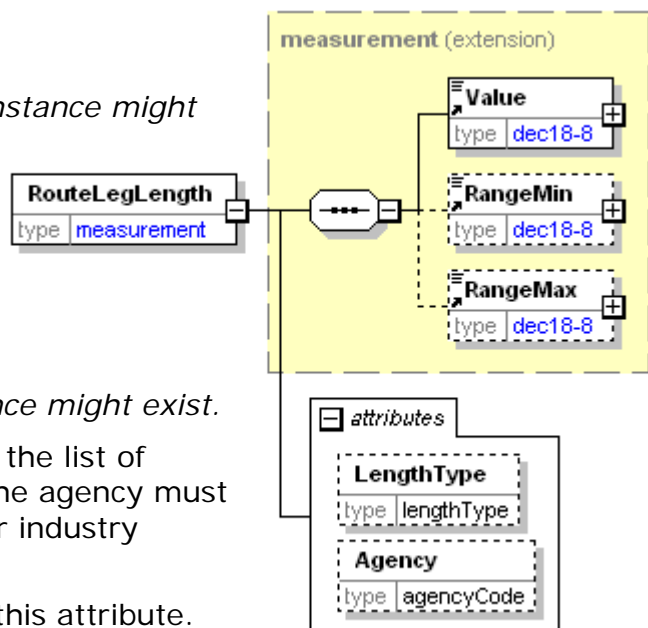 measurement (extension)
nstance might
Value
type dec18-8
RouteLegLength
type measurement
RangeMin
type dec18-8
RangeMax
type dec18-8
nce might exist.
attributes
the list of
ne agency must
r industry
LengthType
type lengthType
Agency
type agencyCode
this attribute.